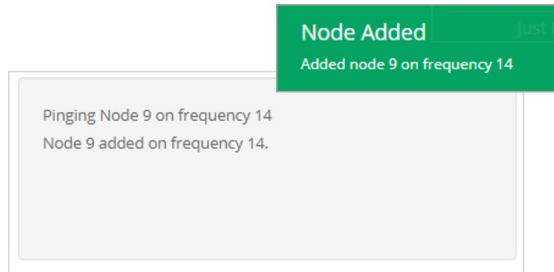 Node Added
Just
Added node 9 on frequency 14
Pinging Node 9 on frequency 14
Node 9 added on frequency 14.